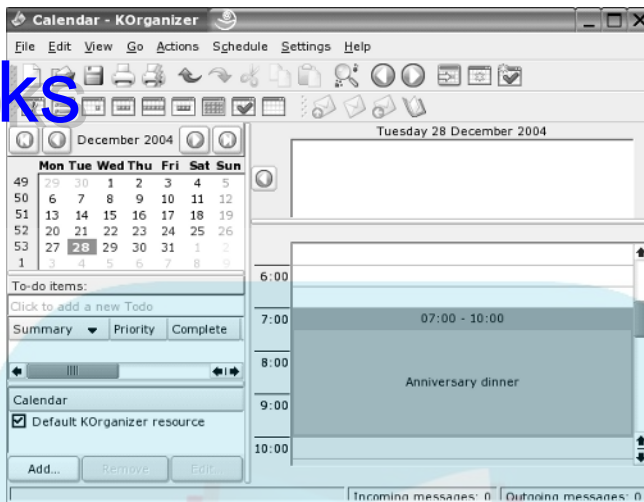 Calendar - KOrganizer
File Edit View Go Actions Schedule Settings Help
ks
December 2004
Mon Tue Wed Thu Fri Sat Sun
49 29 30 1 2 3 4 5
50 6 7 8 9 10 11 12
51 13 14 15 16 17 18 19
52 20 21 22 23 24 25 26
53 27 28 29 30 31 1 2
1 3 4 5 6 7 8 9
To-do items:
Click to add a new Todo
Summary Priority Complete
Calendar
Default KOrganizer resource
Add... Remove Edit...
Tuesday 28 December 2004
6:00
7:00
07:00 - 10:00
8:00
Anniversary dinner
9:00
10:00
Incoming messages: 0 Outgoing messages: 0